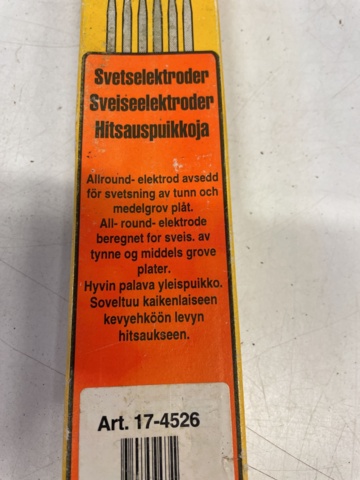 Svetselektroder
Sveiseelektroder
Hitsauspuikkoja
Allround- elektrod avsedd
för svetsning av tunn och
medelgrov plåt.
All- round- elektrode
beregnet for sveis. av
tynne og middels grove
plater.
Hyvin palava yleispuikko.
Soveltuu kaikenlaiseen
kevyehköön levyn
hitsaukseen.
Art. 17-4526